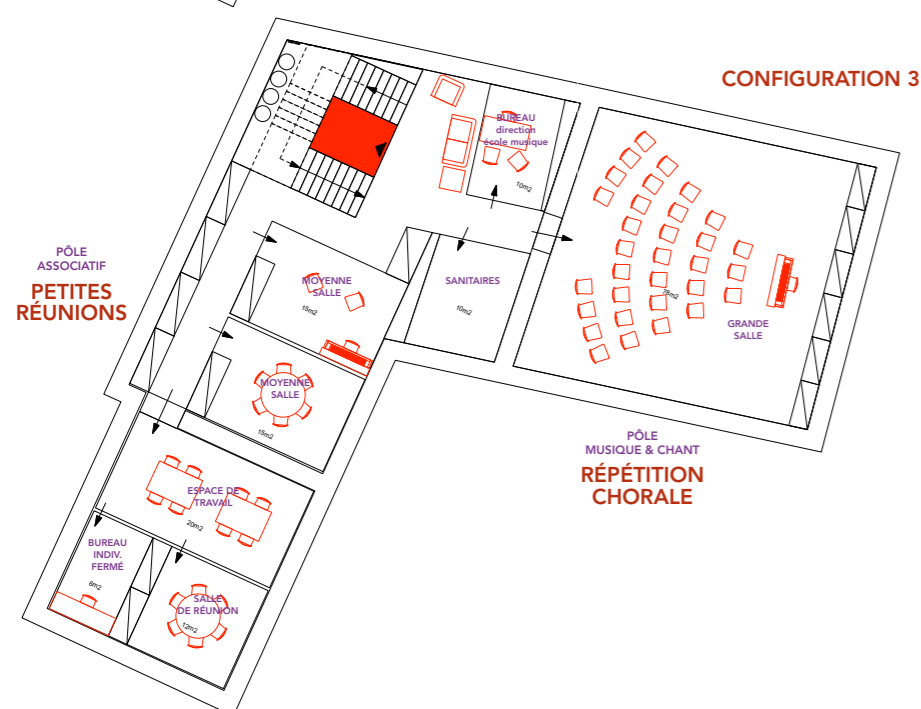 CONFIGURATION 3
BUREAU
direction
école musique
10m2
PÔLE
ASSOCIATIF
PETITES
RÉUNIONS
MOYENNE
SALLE
15m2
SANITAIRES
10m2
78m2
GRANDE
SALLE
MOYENNE
SALLE
15m2
PÔLE
MUSIQUE & CHANT
RÉPÉTITION
CHORALE
ESPACE DE
TRAVAIL
20m2
BUREAU
INDIV.
FERMÉ
6m2
SALLE
DE RÉUNION
12m2